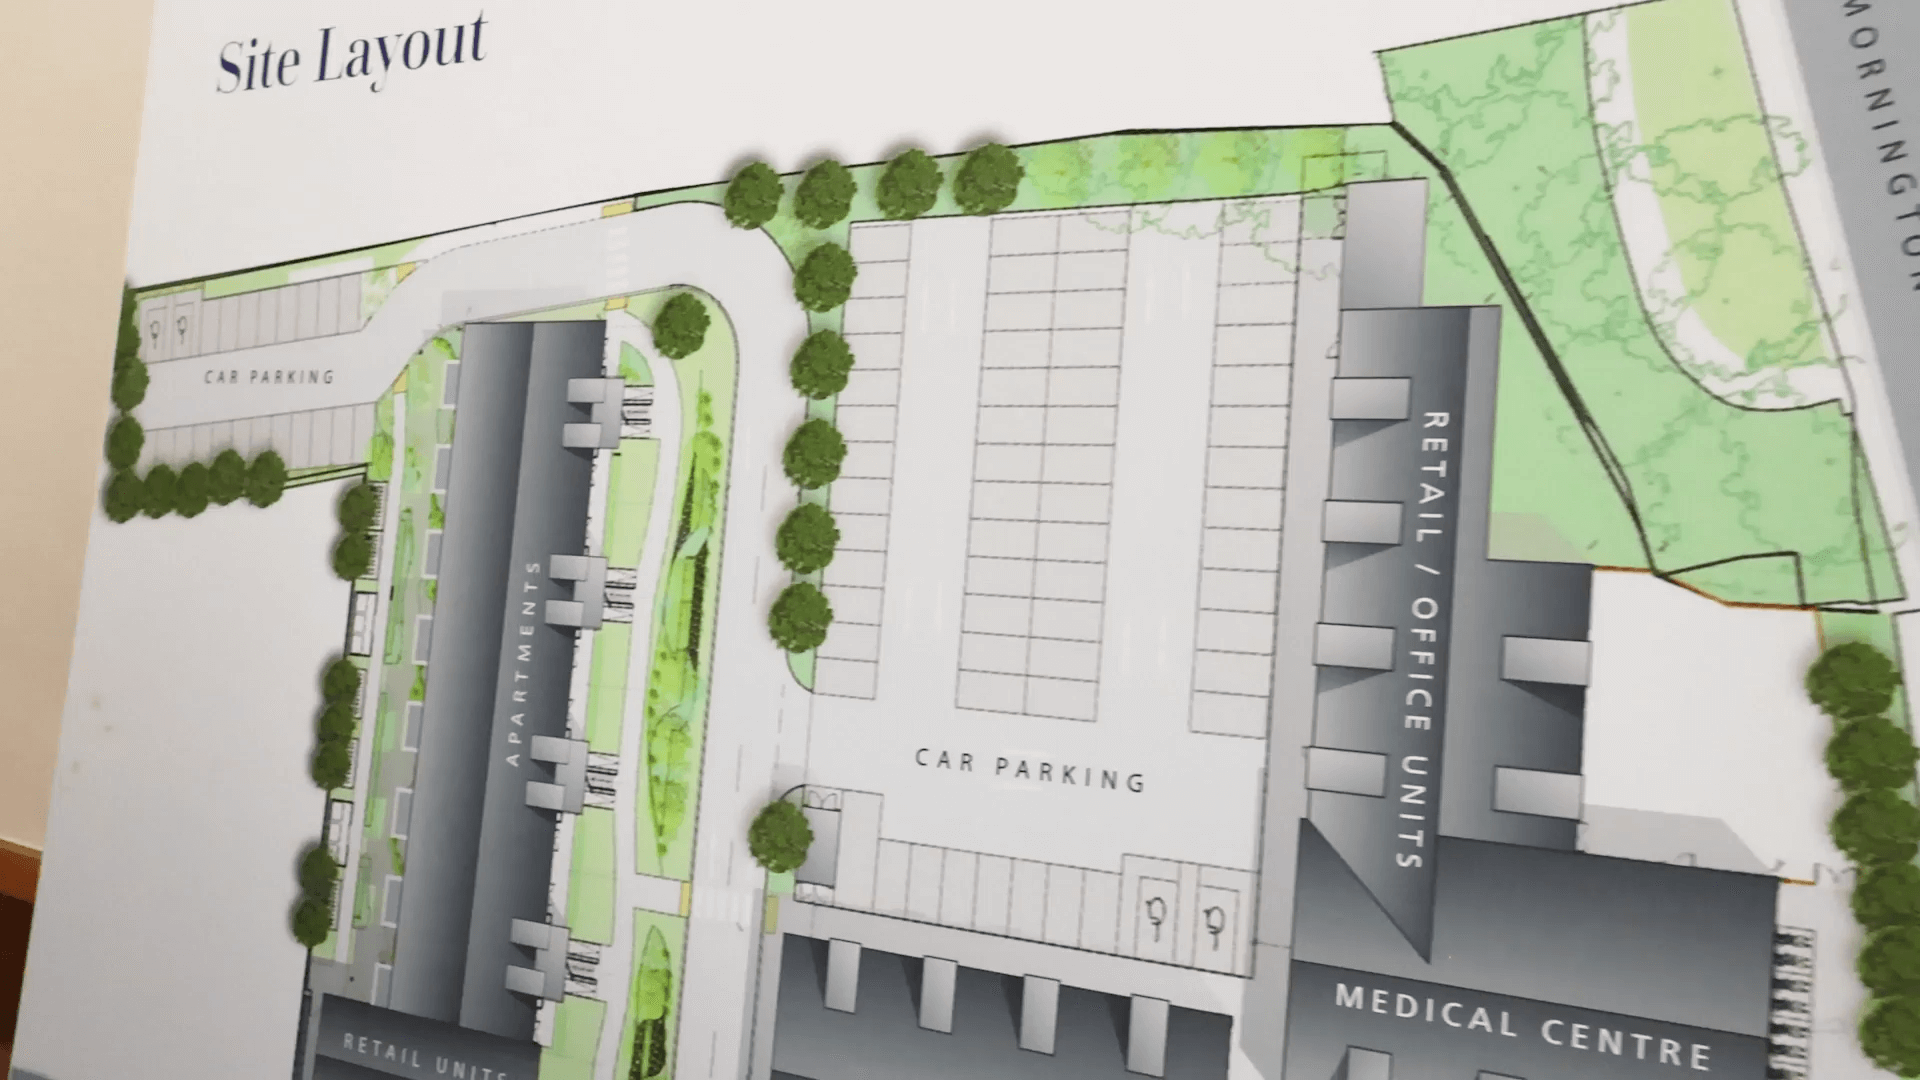 Site Layout
MORNINGTON
CAR PARKING
RETAIL / OFFICE UNITS
APARTMENTS
CAR PARKING
MEDICAL CENTRE
RETAIL UNITS